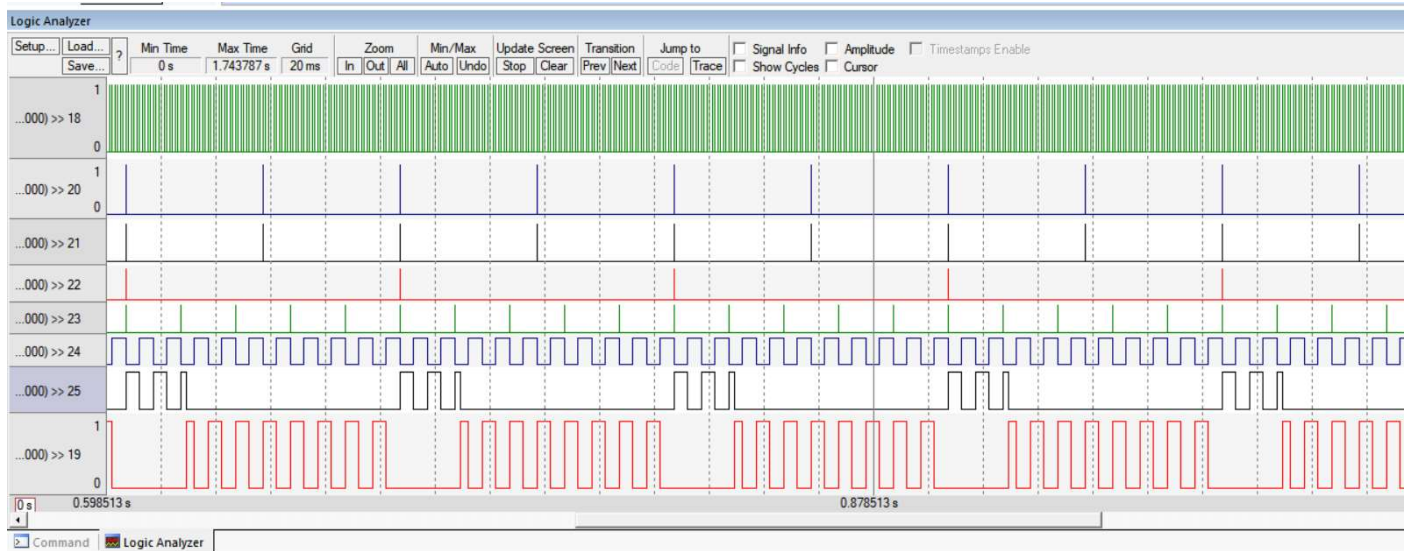 Logic Analyzer
Setup... Load... ? Min Time Max Time Grid Zoom Min/Max Update Screen Transition Jump to Signal Info Amplitude Timestamps Enable
Save... 0 s 1.743787 s 20 ms In Out All Auto Undo Stop Clear Prev Next Code Trace Show Cycles Cursor
1
...000) >> 18
0
1
...000) >> 20
0
...000) >> 21
...000) >> 22
...000) >> 23
...000) >> 24
...000) >> 25
1
...000) >> 19
0
0 s 0.598513 s 0.878513 s
Command Logic Analyzer